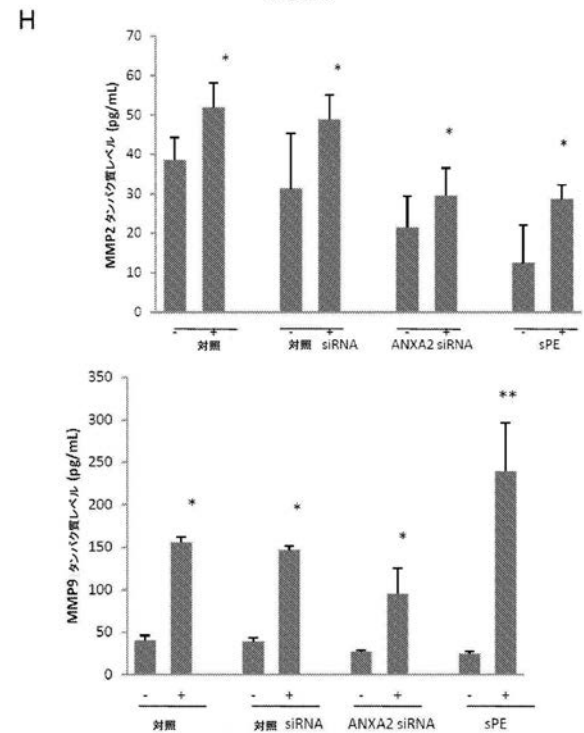 H
MMP2 タンパク質レベル (pg/mL)
70
60
50
40
30
20
10
0
* * * *
- + - + - + - +
対照 対照 siRNA ANXA2 siRNA sPE
MMP9 タンパク質レベル (pg/mL)
350
300
250
200
150
100
50
0
* * * **
- + - + - + - +
対照 対照 siRNA ANXA2 siRNA sPE